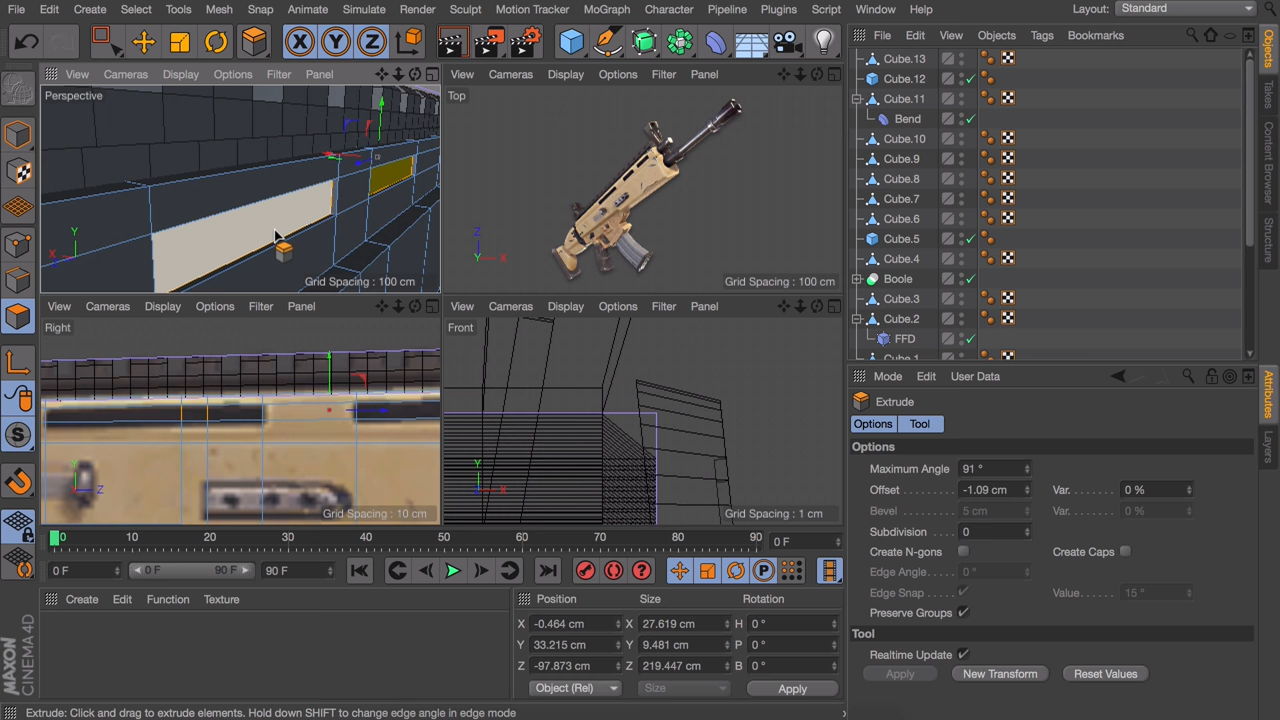 File Edit Create Select Tools Mesh Snap Animate Simulate Render Sculpt Motion Tracker MoGraph Character Pipeline Plugins Script Window Help Layout: Standard
View Cameras Display Options Filter Panel
Perspective
Grid Spacing : 100 cm
View Cameras Display Options Filter Panel
Top
Grid Spacing : 100 cm
View Cameras Display Options Filter Panel
Right
Grid Spacing : 10 cm
View Cameras Display Options Filter Panel
Front
Grid Spacing : 1 cm
0 10 20 30 40 50 60 70 80 90 0 F
0 F 0 F 90 F 90 F
Create Edit Function Texture
Position Size Rotation
X -0.464 cm X 27.619 cm H 0 °
Y 33.215 cm Y 9.481 cm P 0 °
Z -97.873 cm Z 219.447 cm B 0 °
Object (Rel) Size Apply
MAXON CINEMA 4D
Extrude: Click and drag to extrude elements. Hold down SHIFT to change edge angle in edge mode
File Edit View Objects Tags Bookmarks
Cube.13
Cube.12
Cube.11
Bend
Cube.10
Cube.9
Cube.8
Cube.7
Cube.6
Cube.5
Cube.4
Boole
Cube.3
Cube.2
FFD
Cube.1
Objects
Takes
Content Browser
Structure
Mode Edit User Data
Extrude
Options Tool
Options
Maximum Angle 91 °
Offset -1.09 cm Var. 0 %
Bevel 5 cm Var. 0 %
Subdivision 0
Create N-gons Create Caps
Edge Angle 0 °
Edge Snap Value 15 °
Preserve Groups
Tool
Realtime Update
Apply New Transform Reset Values
Attributes
Layers